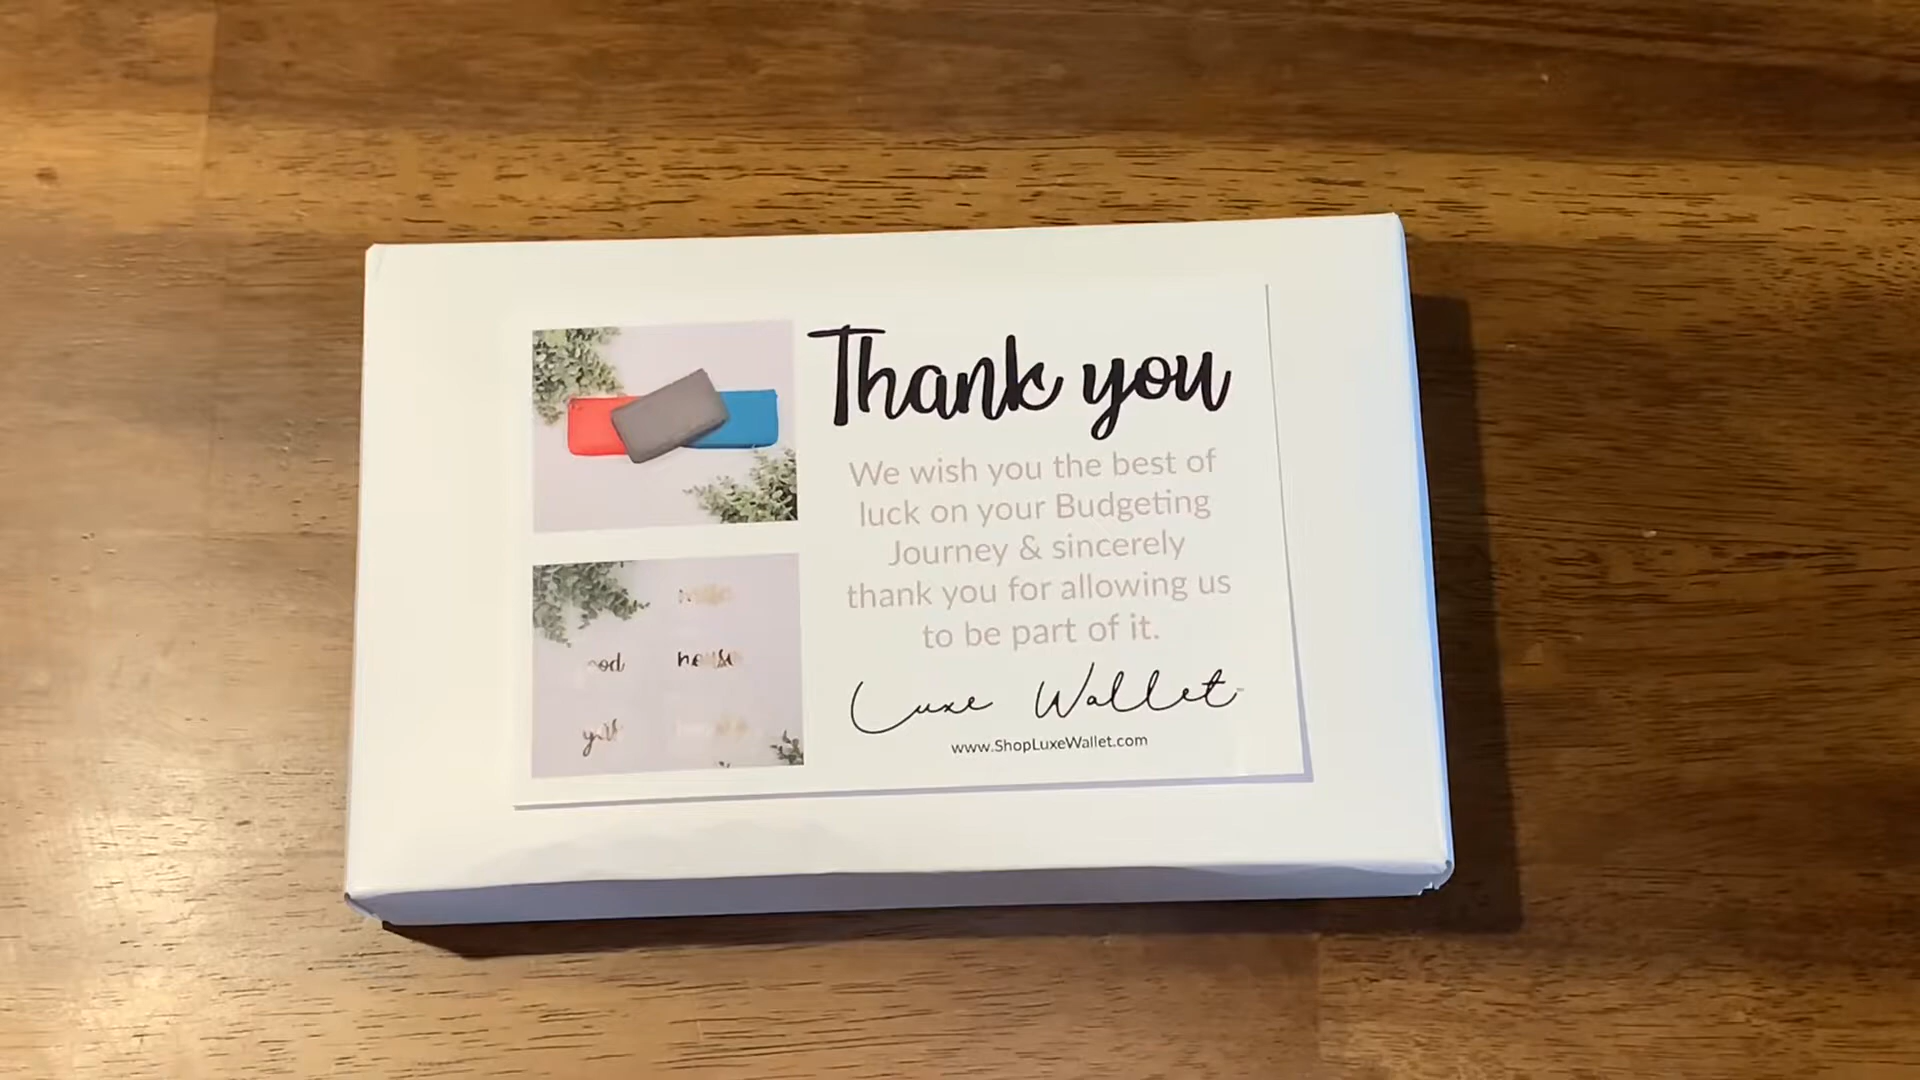 Thank you
We wish you the best of
luck on your Budgeting
Journey & sincerely
thank you for allowing us
to be part of it.
Luxe Wallet
www.ShopLuxeWallet.com
house